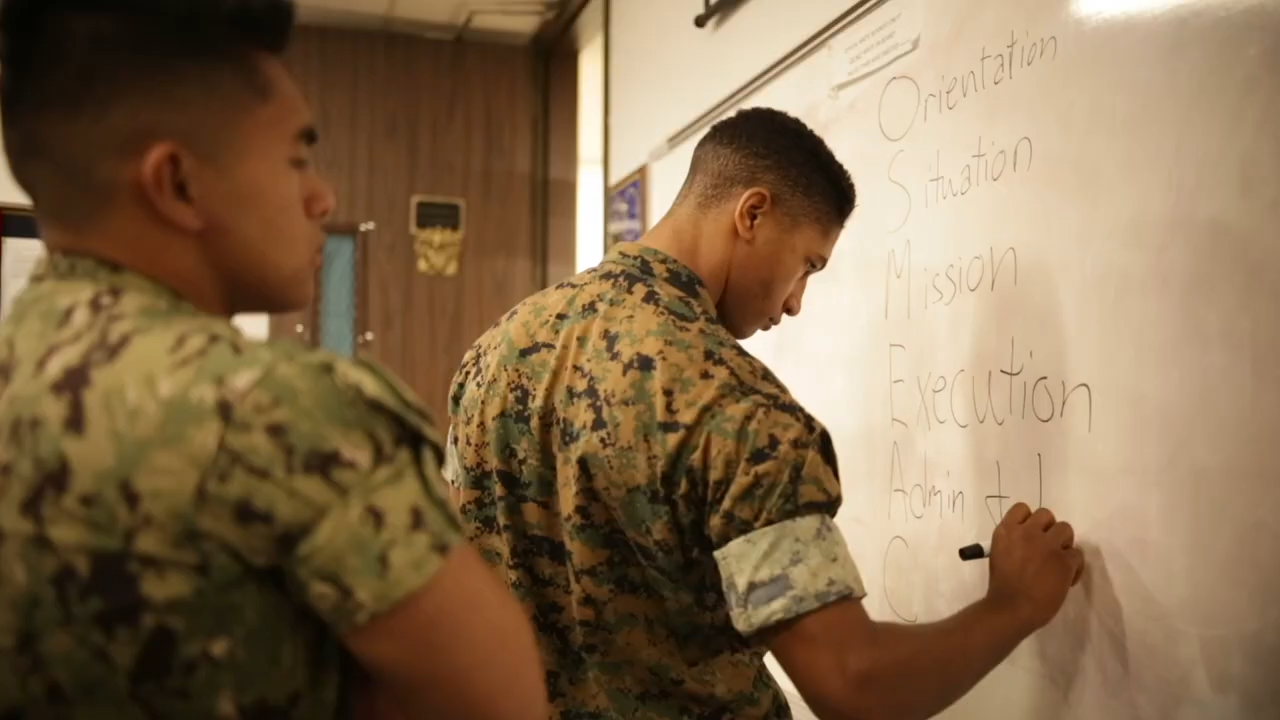 Orientation
Situation
Mission
Execution
Admin + L
C